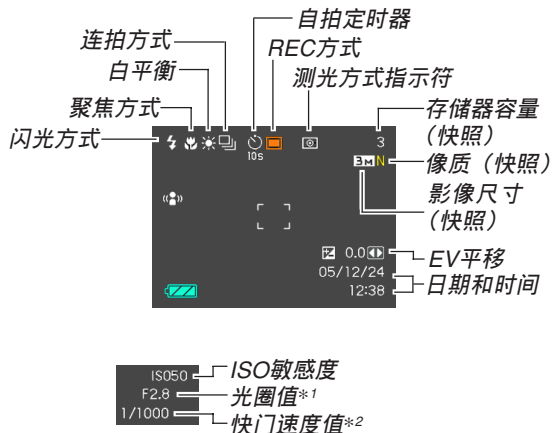 自拍定时器
连拍方式
REC方式
白平衡
测光方式指示符
聚焦方式
存储器容量
(快照)
闪光方式
10s
3
3M N
像质（快照）
影像尺寸
(快照)
0.0
EV平移
05/12/24
12:38
日期和时间
ISO50
ISO敏感度
F2.8
光圈值*1
1/1000
快门速度值*2